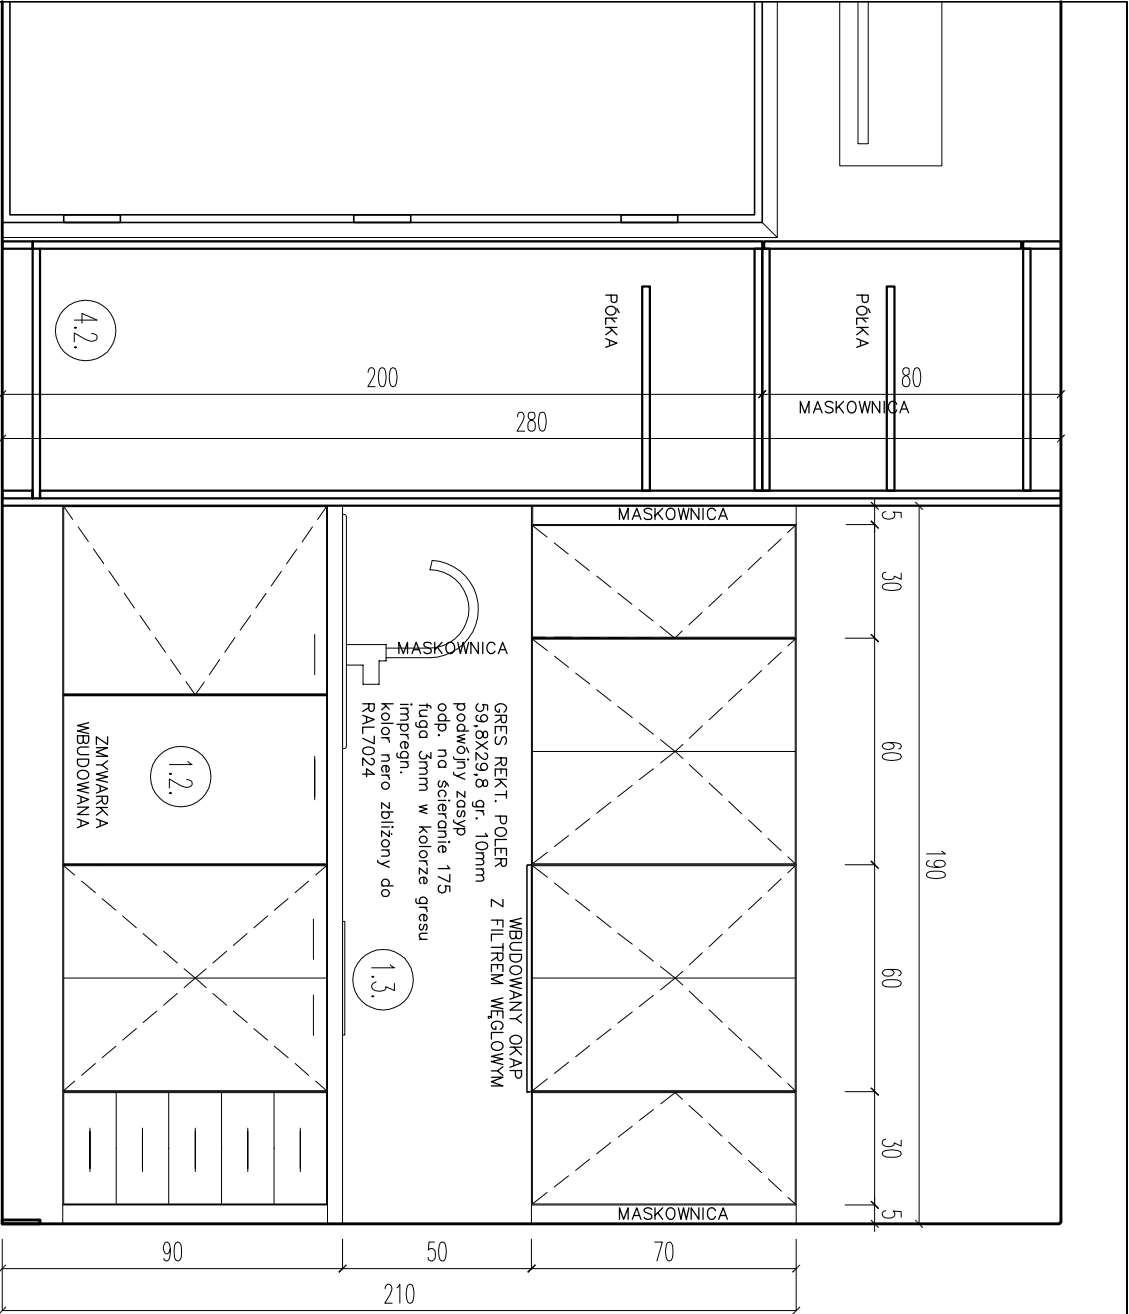 PÓŁKA
PÓŁKA
4.2.
200
80
MASKOWNICA
280
MASKOWNICA
5
30
60
60
30
5
190
MASKOWNICA
GRES REKT. POLER
59,8X29,8 gr. 10mm
podwójny zasyp
odp. na ścieranie 175
fuga 3mm w kolorze gresu
impregn.
kolor nero zbliżony do
RAL7024
WBUDOWANY OKAP
Z FILTREM WĘGLOWYM
1.2.
ZMYWARKA
WBUDOWANA
1.3.
MASKOWNICA
90
50
70
210